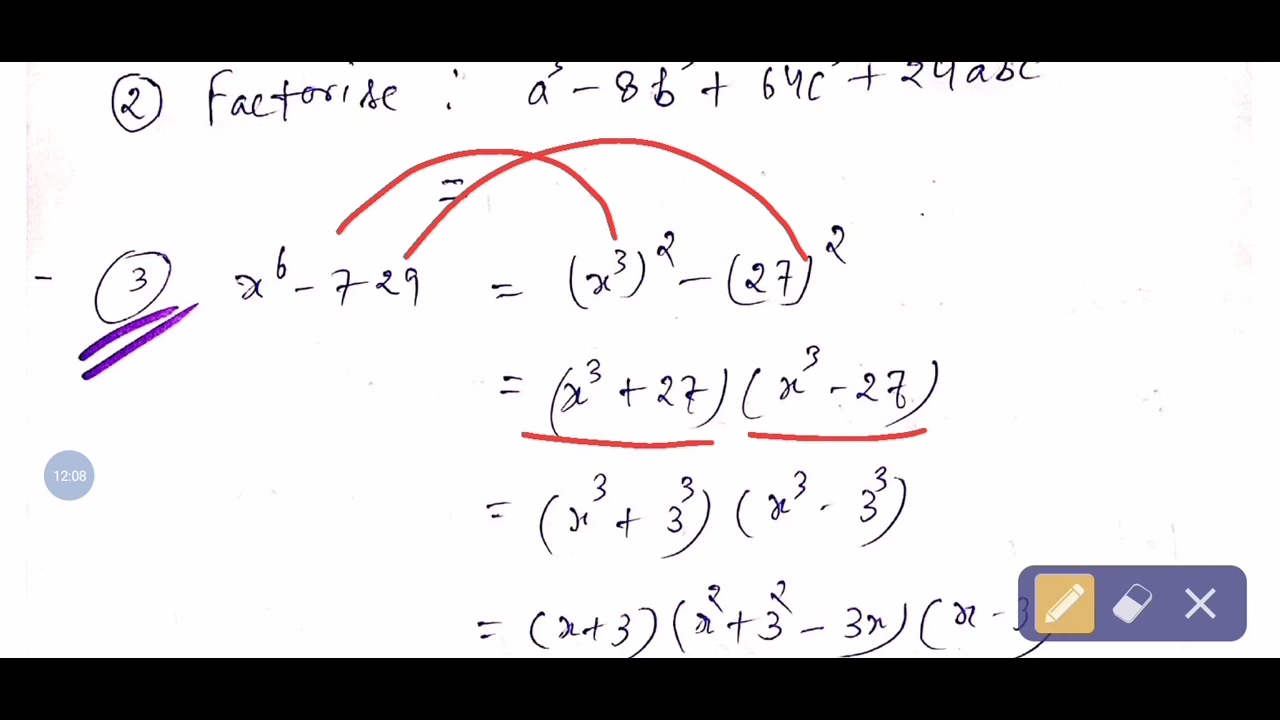 ② Factorise : a³ - 8b³ + 64c³ + 24abc
=
- ③ x⁶ - 729 = (x³)² - (27)²
= (x³ + 27) (x³ - 27)
12:08
= (x³ + 3³) (x³ - 3³)
= (x+3) (x² + 3² - 3x) (x - 3